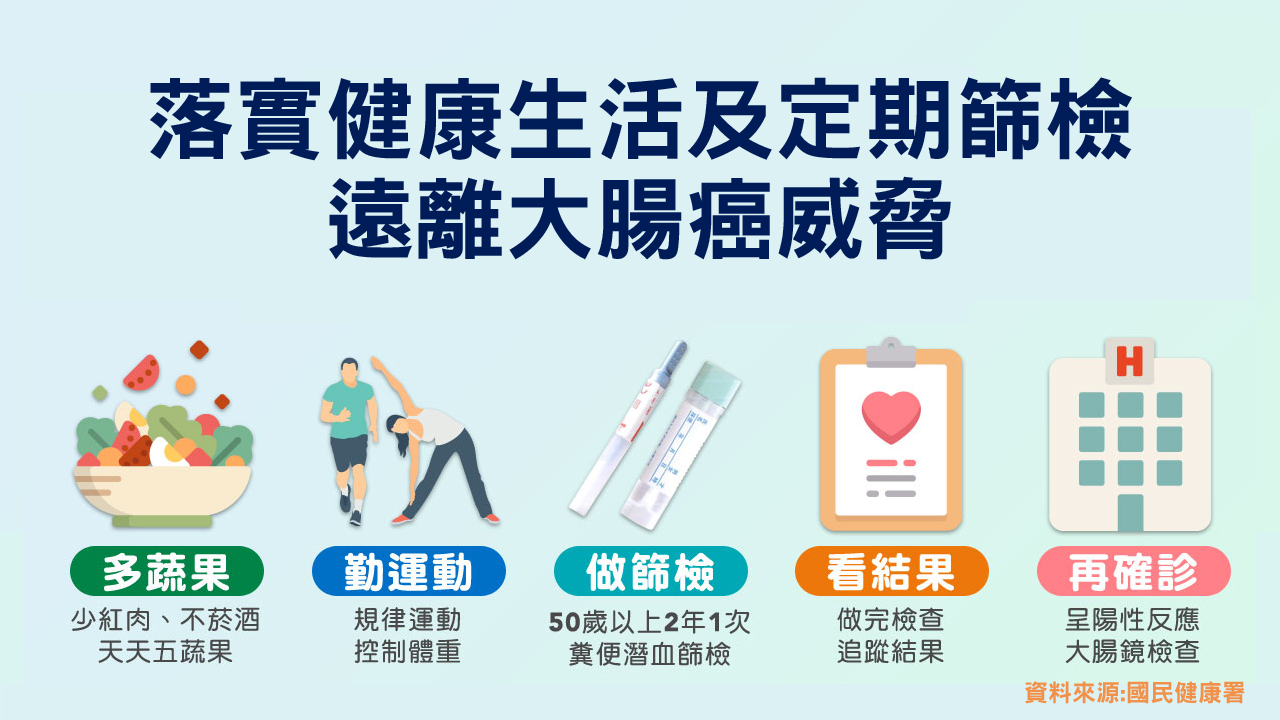 落實健康生活及定期篩檢
遠離大腸癌威脅
H
多蔬果
少紅肉、不菸酒
天天五蔬果
勤運動
規律運動
控制體重
做篩檢
50歲以上2年1次
糞便潛血篩檢
看結果
做完檢查
追蹤結果
再確診
呈陽性反應
大腸鏡檢查
資料來源:國民健康署